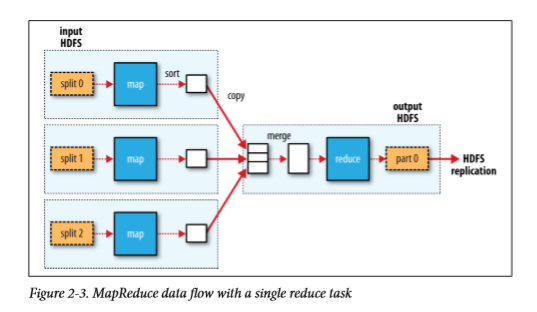 input
HDFS
split 0
map
sort
copy
split 1
map
split 2
map
merge
reduce
output
HDFS
part 0
HDFS
replication
Figure 2-3. MapReduce data flow with a single reduce task